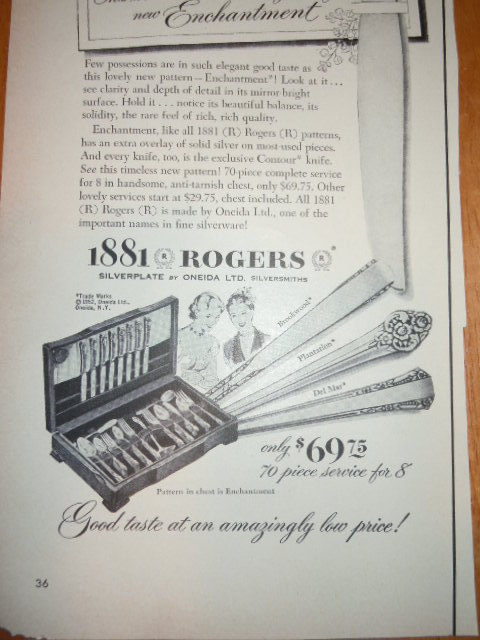 new Enchantment
Few possessions are in such elegant good taste as
this lovely new pattern — Enchantment*! Look at it...
see clarity and depth of detail in its mirror bright
surface. Hold it... notice its beautiful balance, its
solidity, the rare feel of rich, rich quality.
Enchantment, like all 1881 (R) Rogers (R) patterns,
has an extra overlay of solid silver on most-used pieces.
And every knife, too, is the exclusive Contour* knife.
See this timeless new pattern! 70-piece complete service
for 8 in handsome, anti-tarnish chest, only $69.75. Other
lovely services start at $29.75, chest included. All 1881
(R) Rogers (R) is made by Oneida Ltd., one of the
important names in fine silverware!
1881 R ROGERS R *
SILVERPLATE BY ONEIDA LTD. SILVERSMITHS
*Trade Marks
© 1952, Oneida Ltd.,
Oneida, N.Y.
Brookwood*
Plantation*
Del Mar*
only $69.75
70 piece service for 8
Pattern in chest is Enchantment
Good taste at an amazingly low price!
36